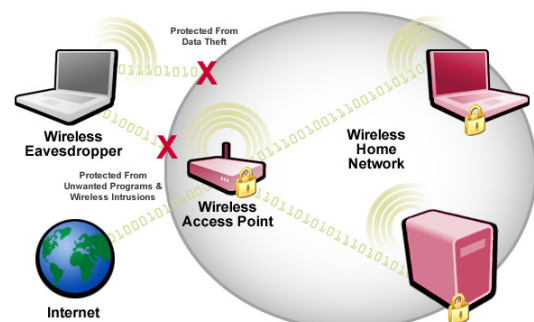 Protected From
Data Theft
Wireless
Eavesdropper
Wireless
Home
Network
Protected From
Unwanted Programs &
Wireless Intrusions
Wireless
Access Point
Internet